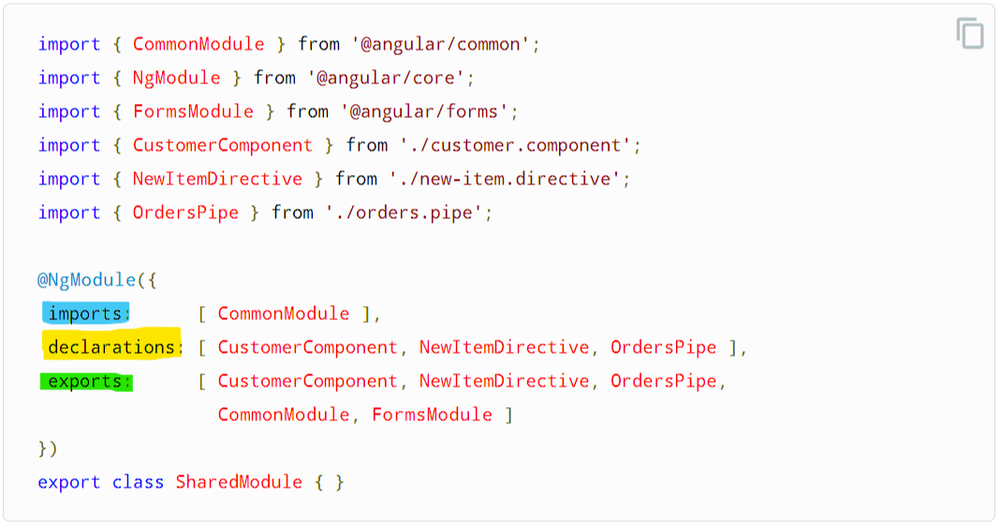 import { CommonModule } from '@angular/common';
import { NgModule } from '@angular/core';
import { FormsModule } from '@angular/forms';
import { CustomerComponent } from './customer.component';
import { NewItemDirective } from './new-item.directive';
import { OrdersPipe } from './orders.pipe';
@NgModule({
imports: [ CommonModule ],
declarations: [ CustomerComponent, NewItemDirective, OrdersPipe ],
exports: [ CustomerComponent, NewItemDirective, OrdersPipe,
CommonModule, FormsModule ]
})
export class SharedModule { }